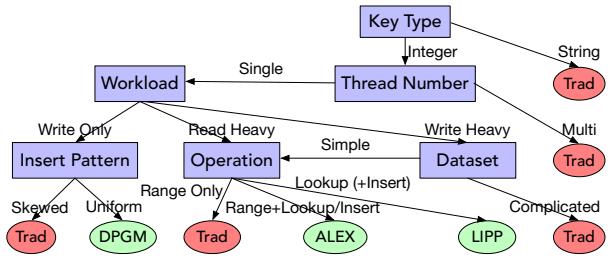 Key Type
Integer
String
Single
Workload
Thread Number
Trad
Write Only
Read Heavy
Write Heavy
Multi
Simple
Insert Pattern
Operation
Dataset
Trad
Lookup (+Insert)
Range Only
Skewed
Uniform
Range+Lookup/Insert
Complicated
Trad
DPGM
Trad
ALEX
LIPP
Trad